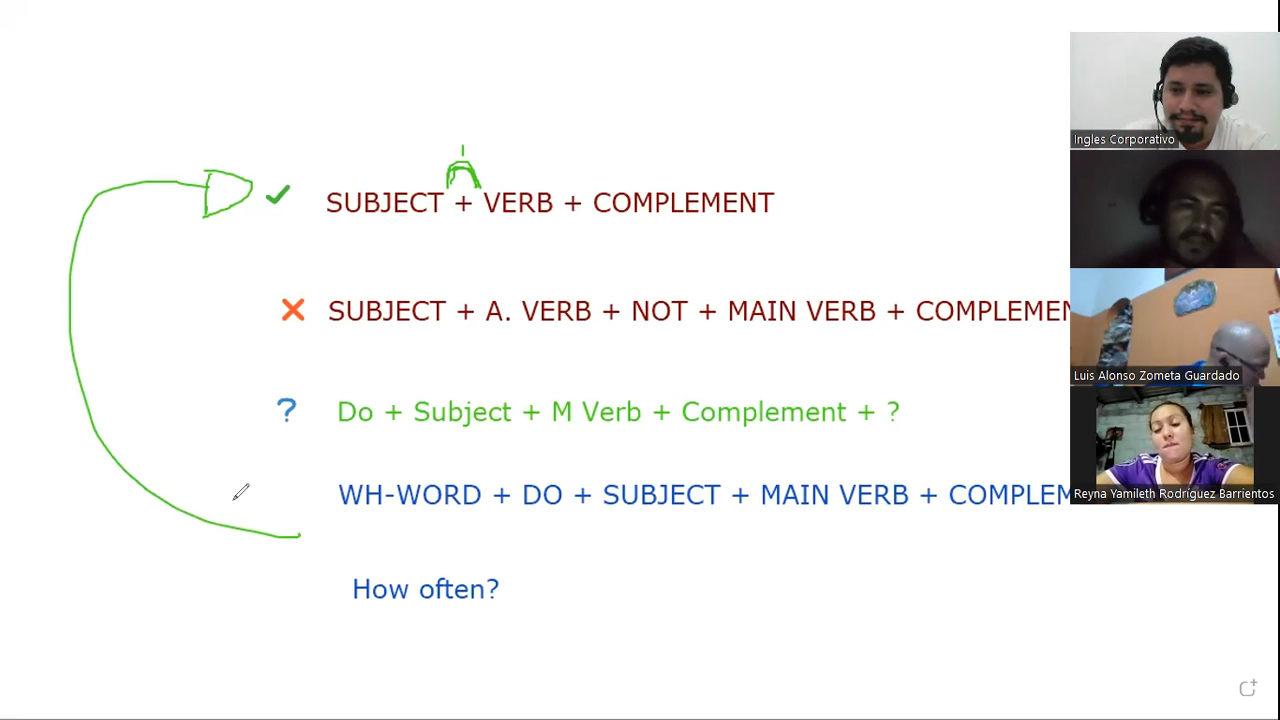 SUBJECT + VERB + COMPLEMENT
SUBJECT + A. VERB + NOT + MAIN VERB + COMPLEMEN
? Do + Subject + M Verb + Complement + ?
WH-WORD + DO + SUBJECT + MAIN VERB + COMPLEM
How often?
Ingles Corporativo
Luis Alonso Zometa Guardado
Reyna Yamileth Rodríguez Barrientos